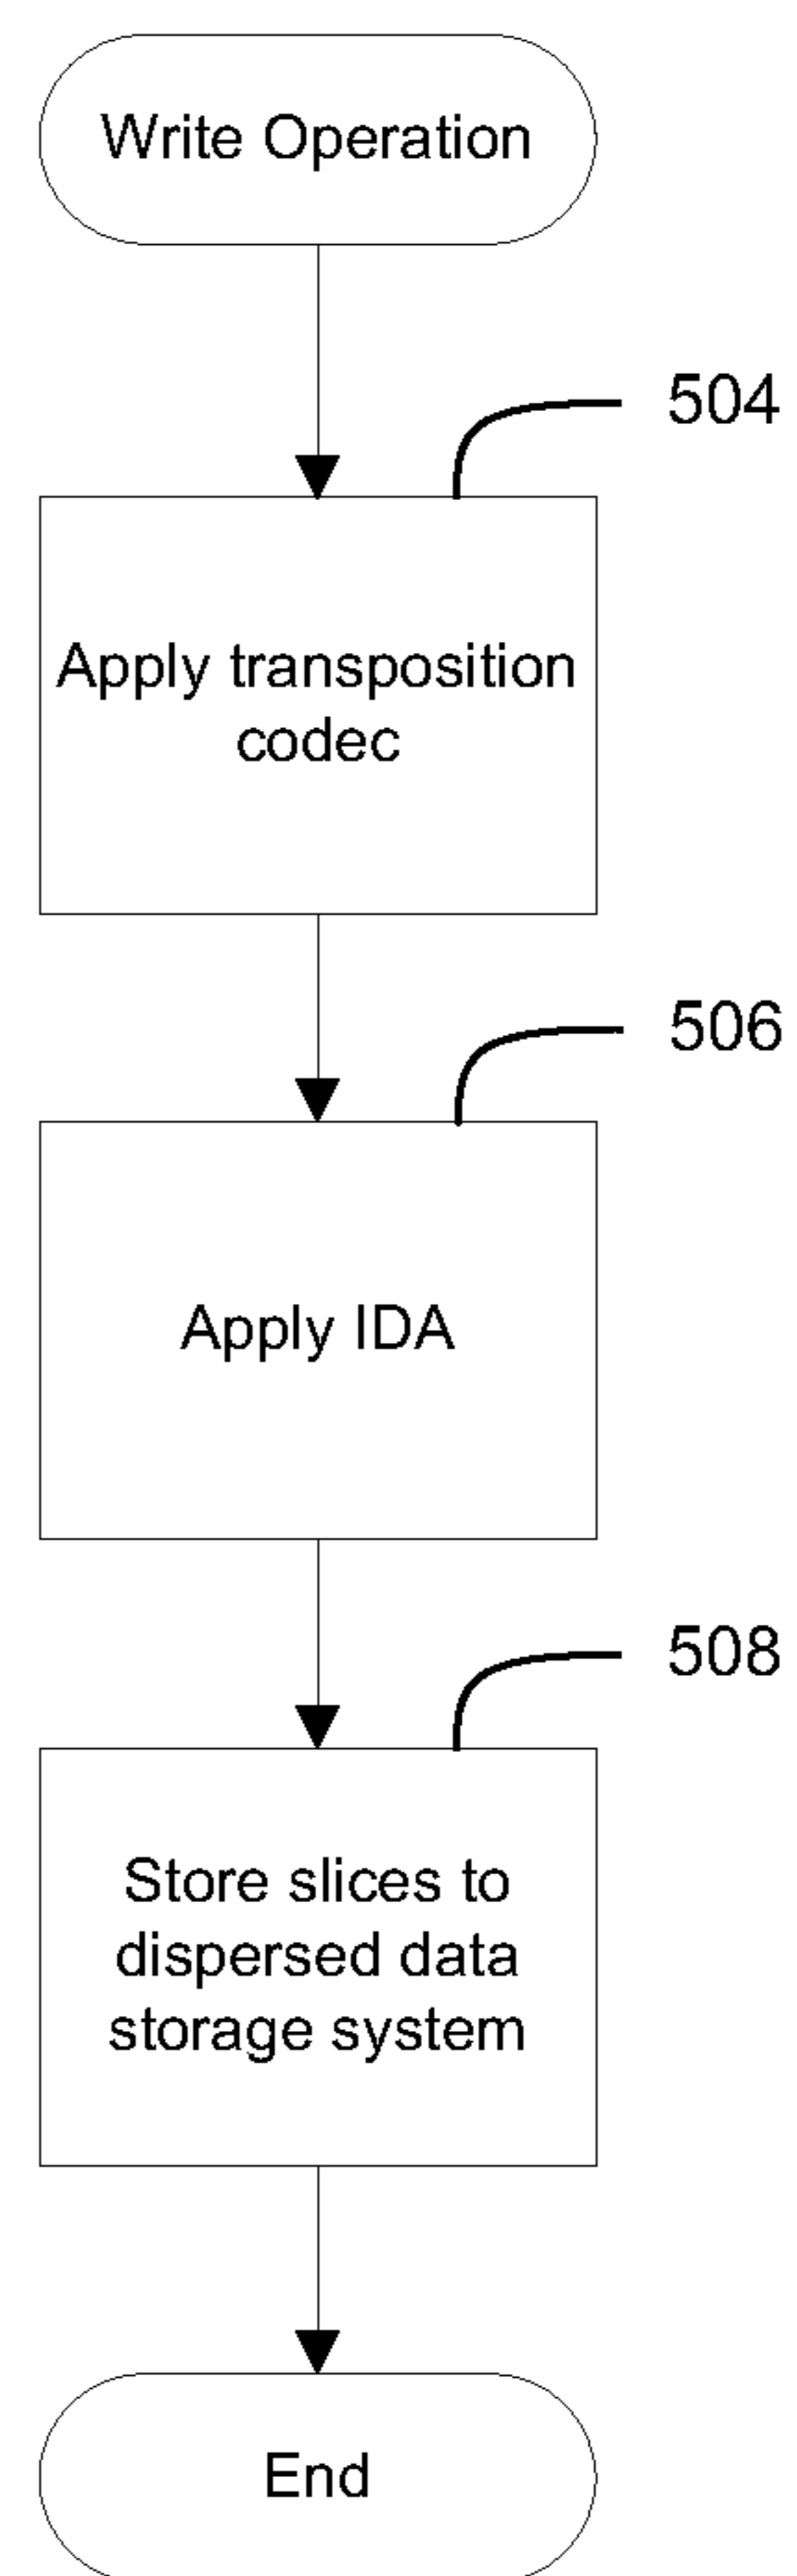 Write Operation
504
Apply transposition
codec
506
Apply IDA
508
Store slices to
dispersed data
storage system
End